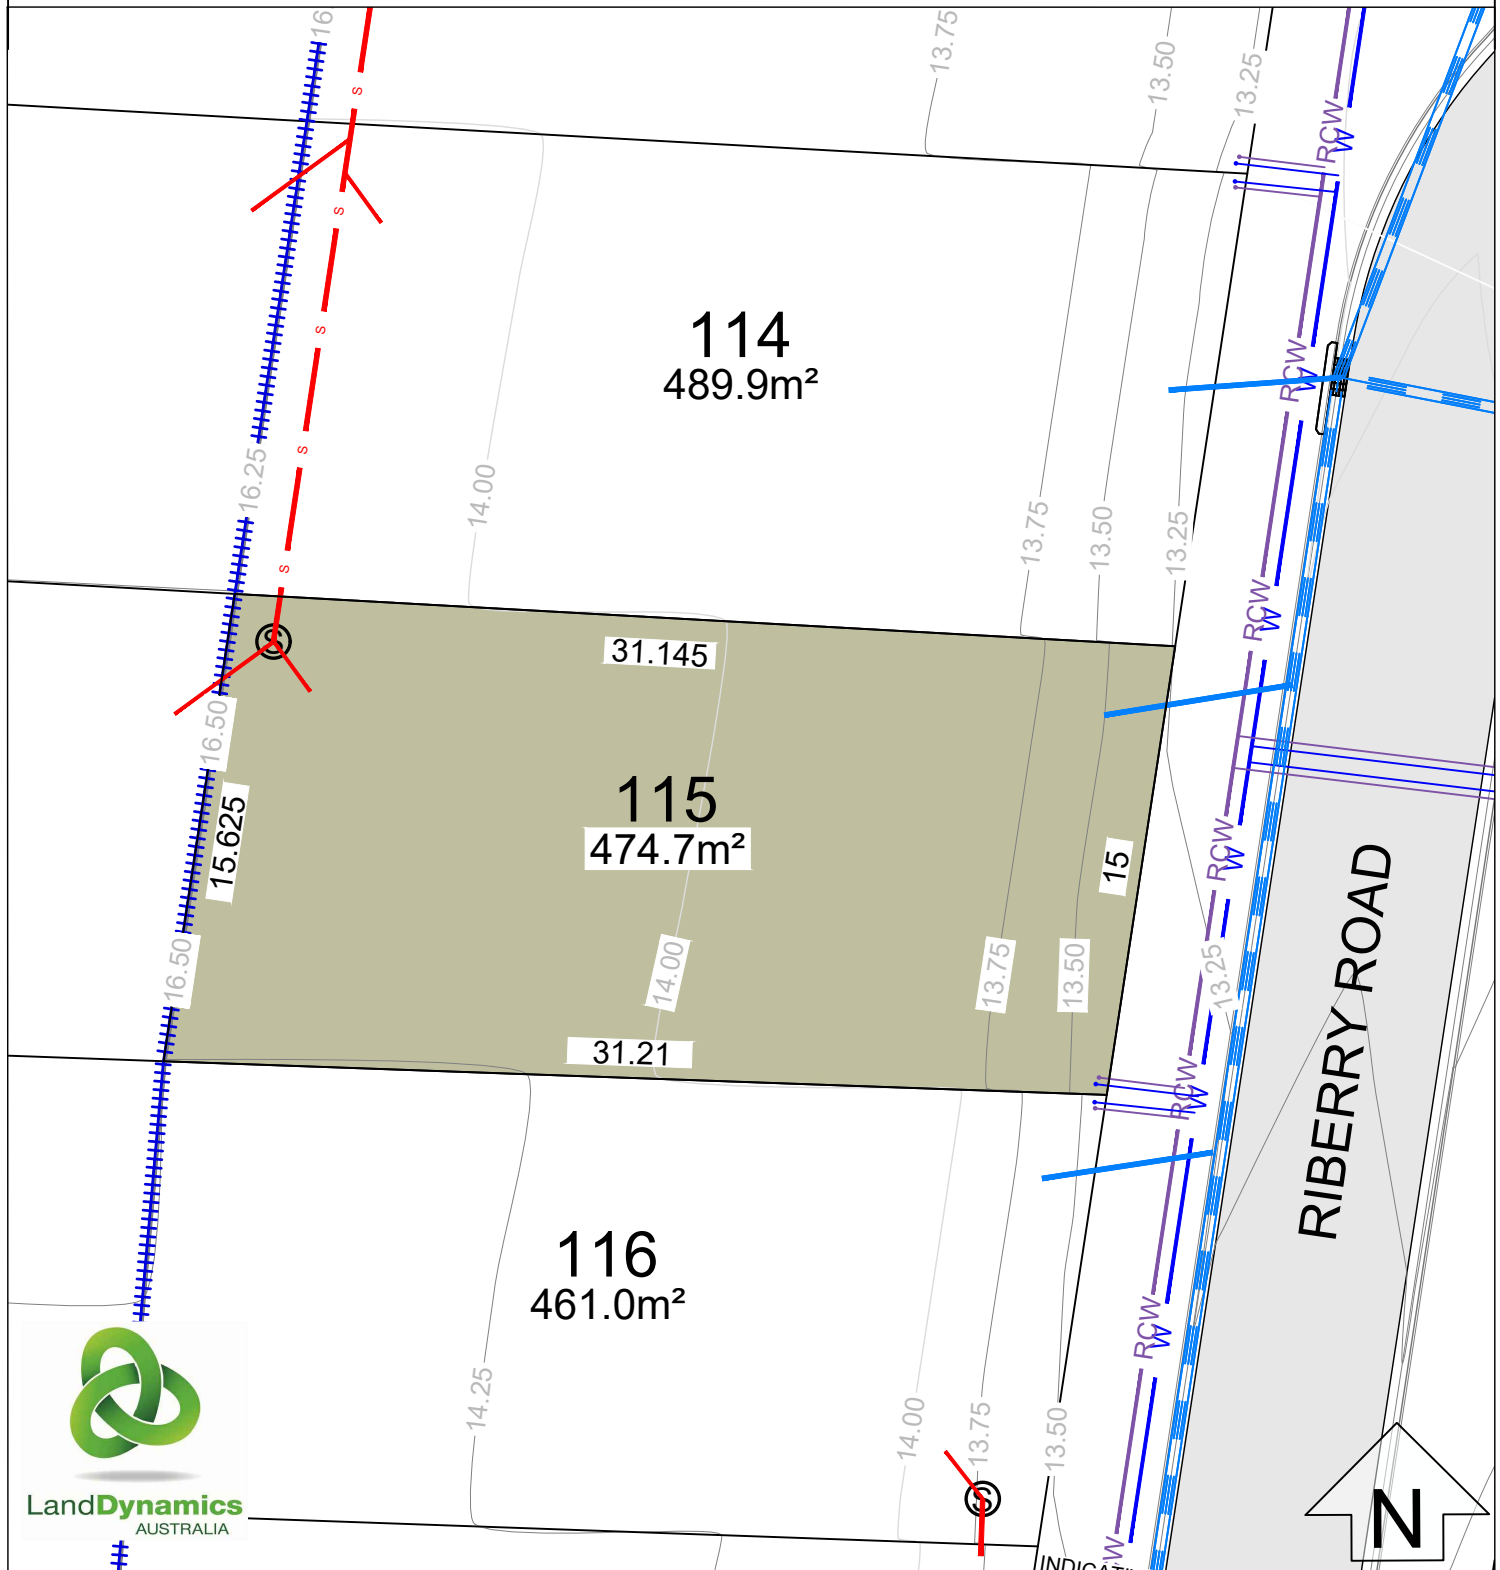 16
13.75
13.50
13.25
s
RCW
W
s
114
489.9m²
s
RCW
W
s
16.25
14.00
13.75
13.50
13.25
s
RCW
W
S
31.145
16.50
115
474.7m²
15.625
15
RCW
W
RIBERRY ROAD
16.50
14.00
13.75
13.50
13.25
31.21
RCW
W
116
461.0m²
RCW
W
14.25
14.00
13.75
13.50
S
LandDynamics
AUSTRALIA
N
W